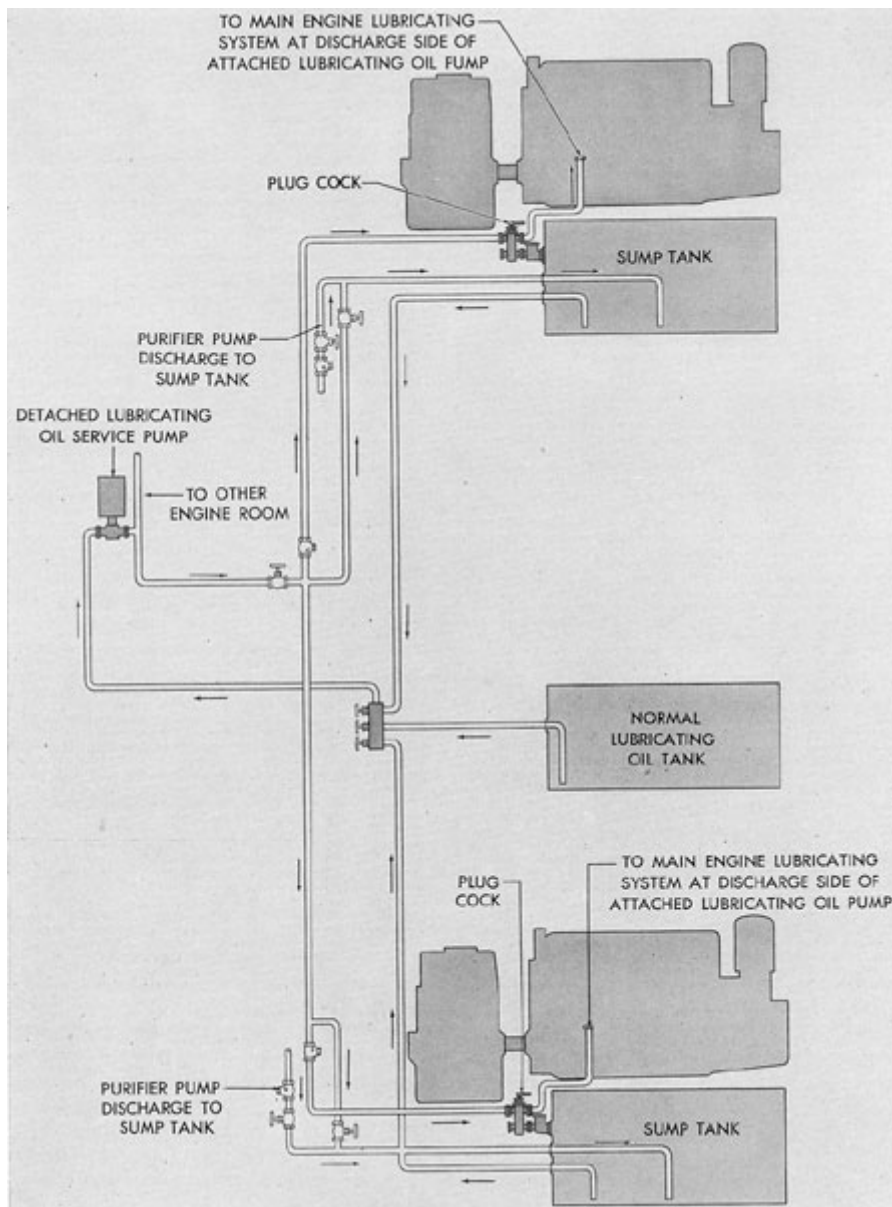 TO MAIN ENGINE LUBRICATING
SYSTEM AT DISCHARGE SIDE OF
ATTACHED LUBRICATING OIL FUMP
PLUG COCK
SUMP TANK
PURIFIER PUMP
DISCHARGE TO
SUMP TANK
DETACHED LUBRICATING
OIL SERVICE PUMP
TO OTHER
ENGINE ROOM
NORMAL
LUBRICATING
OIL TANK
TO MAIN ENGINE LUBRICATING
SYSTEM AT DISCHARGE SIDE OF
ATTACHED LUBRICATING OIL PUMP
PLUG
COCK
PURIFIER PUMP
DISCHARGE TO
SUMP TANK
SUMP TANK